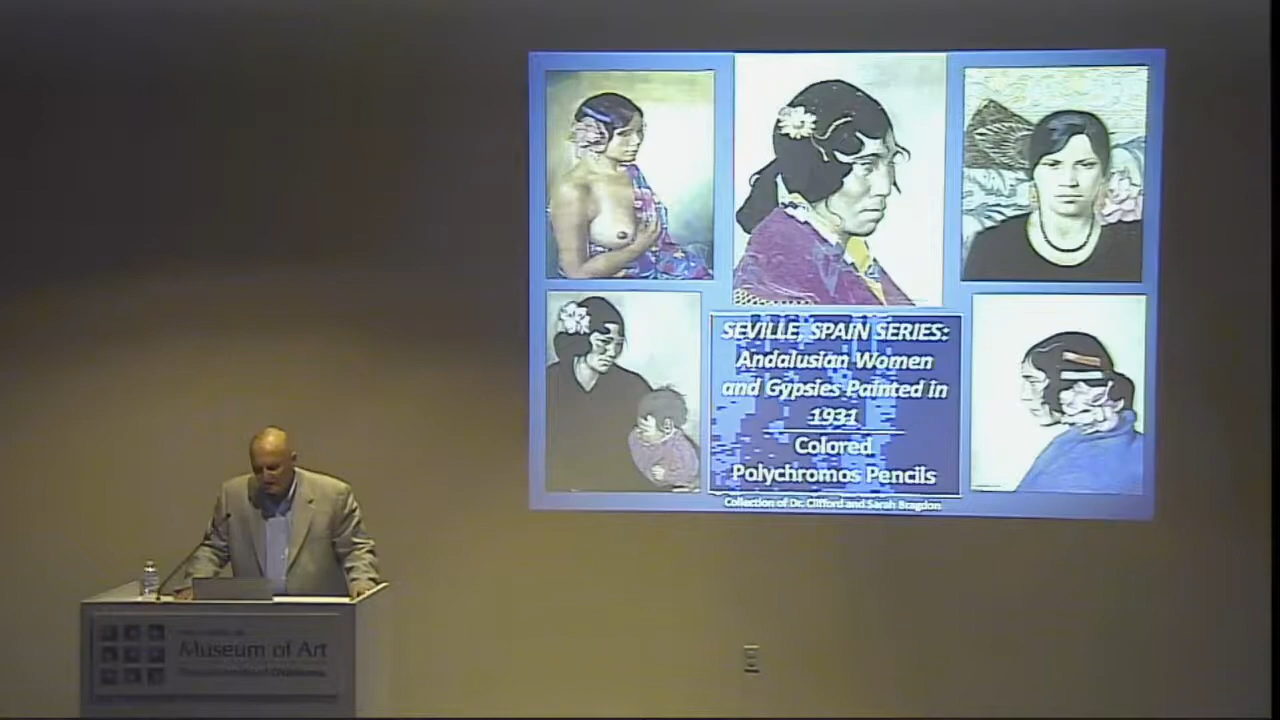 SEVILLE, SPAIN SERIES:
Andalusian Women
and Gypsies Painted in
1931
Colored
Polychromos Pencils
Collection of Dr. Clifford and Sarah Bragdon
Museum of Art